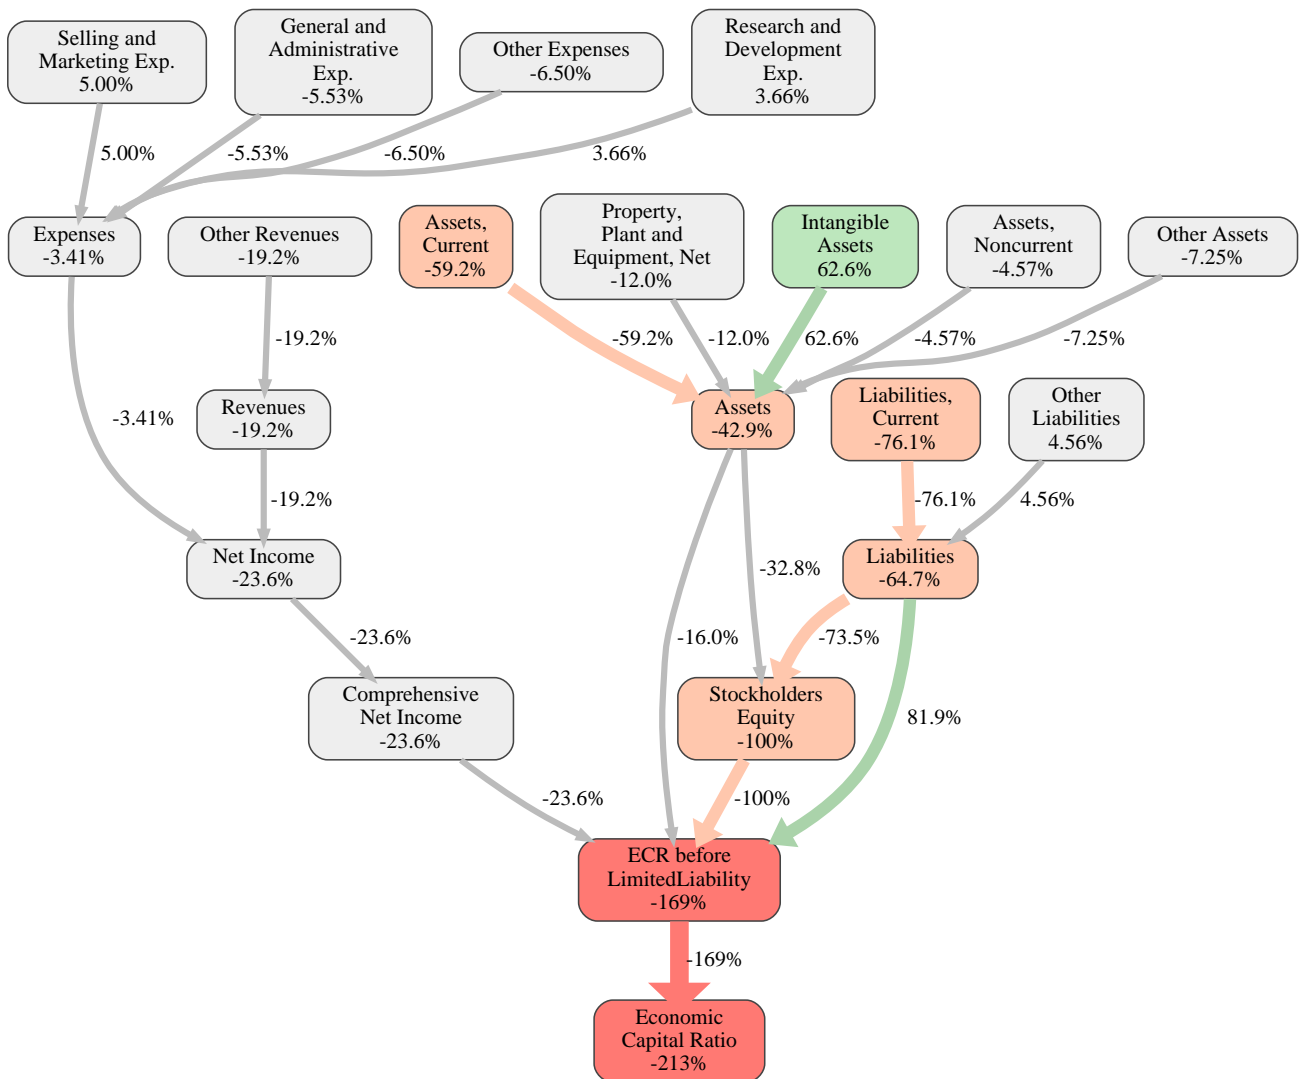 Selling and
Marketing Exp.
5.00%
General and
Administrative
Exp.
-5.53%
Other Expenses
-6.50%
Research and
Development
Exp.
3.66%
5.00%
-5.53%
-6.50%
3.66%
Expenses
-3.41%
Other Revenues
-19.2%
Assets,
Current
-59.2%
Property,
Plant and
Equipment, Net
-12.0%
Intangible
Assets
62.6%
Assets,
Noncurrent
-4.57%
Other Assets
-7.25%
-19.2%
-59.2%
-12.0%
62.6%
-4.57%
-7.25%
-3.41%
Revenues
-19.2%
Assets
-42.9%
Liabilities,
Current
-76.1%
Other
Liabilities
4.56%
-19.2%
-76.1%
4.56%
Net Income
-23.6%
-32.8%
Liabilities
-64.7%
-23.6%
-16.0%
-73.5%
Comprehensive
Net Income
-23.6%
Stockholders
Equity
-100%
81.9%
-23.6%
-100%
ECR before
LimitedLiability
-169%
-169%
Economic
Capital Ratio
-213%